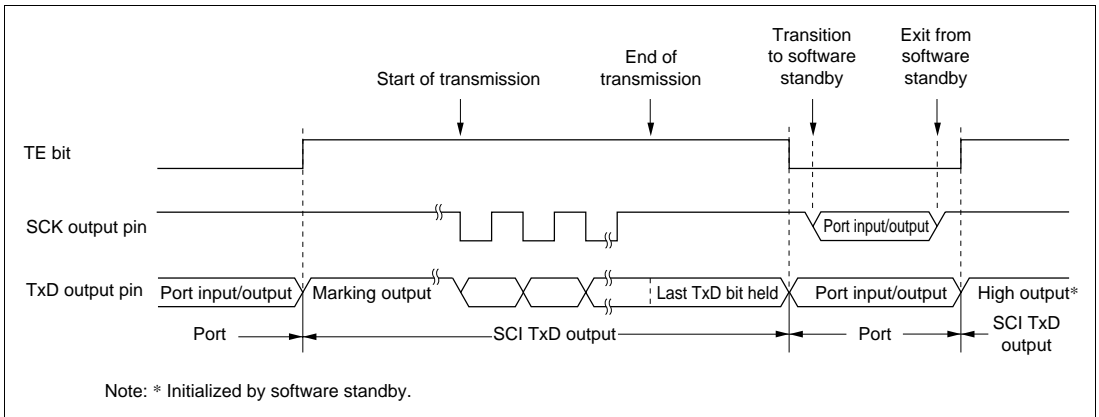 Start of transmission
End of
transmission
Transition
to software
standby
Exit from
software
standby
TE bit
SCK output pin
Port input/output
TxD output pin
Port input/output
Marking output
Last TxD bit held
Port input/output
High output*
Port
SCI TxD output
Port
SCI TxD
output
Note: * Initialized by software standby.